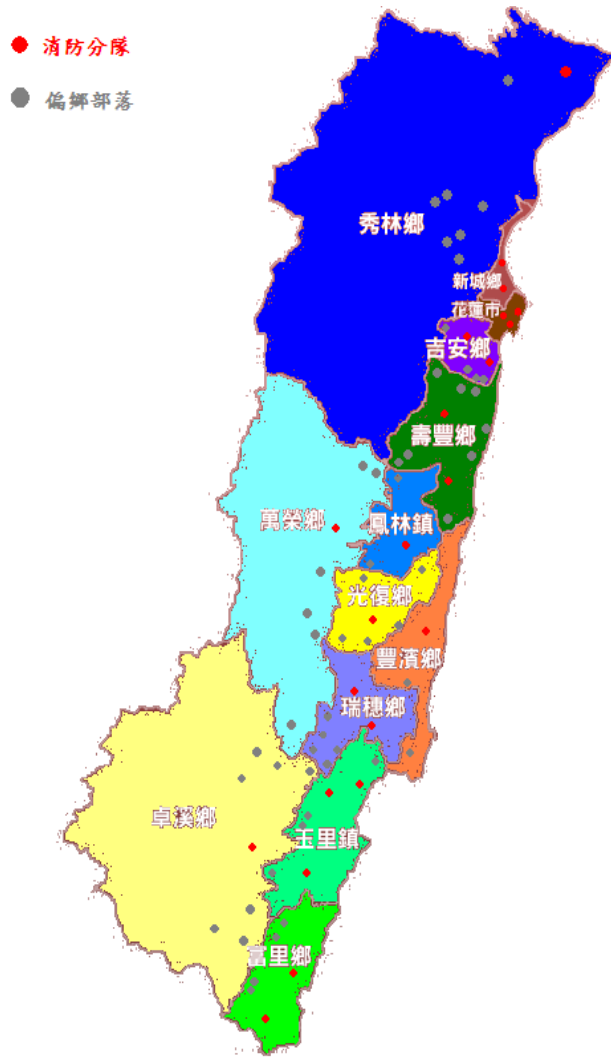 消防分隊
偏鄉部落
秀林鄉
新城鄉
花蓮市
吉安鄉
壽豐鄉
萬榮鄉
鳳林鎮
光復鄉
豐濱鄉
瑞穗鄉
卓溪鄉
玉里鎮
富里鄉